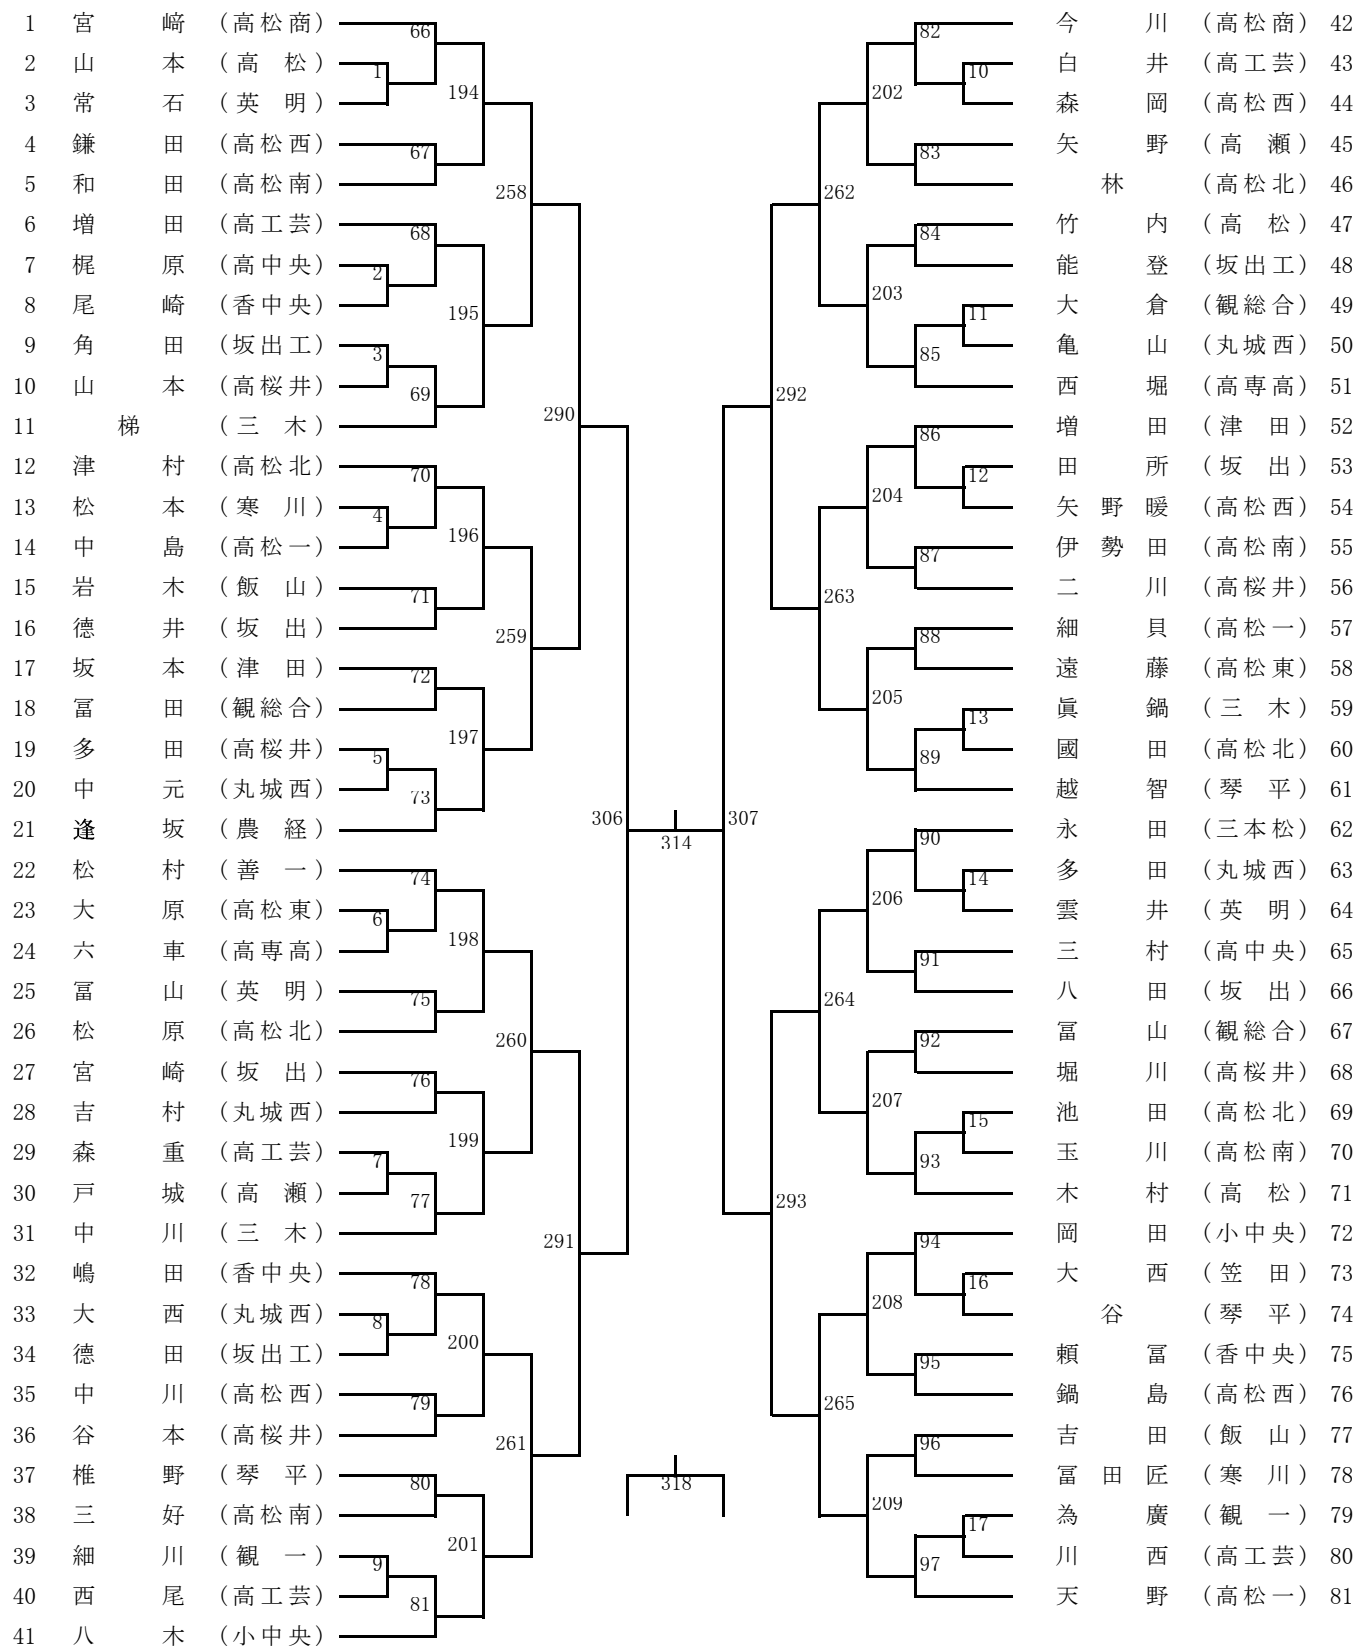 1 宮﨑 (高松商)
2 山本 (高松)
3 常石 (英明)
4 鎌田 (高松西)
5 和田 (高松南)
6 増田 (高工芸)
7 梶原 (高中央)
8 尾崎 (香中央)
9 角田 (坂出工)
10 山本 (高桜井)
11 梯 (三木)
12 津村 (高松北)
13 松本 (寒川)
14 中島 (高松一)
15 岩木 (飯山)
16 德井 (坂出)
17 坂本 (津田)
18 冨田 (観総合)
19 多田 (高桜井)
20 中元 (丸城西)
21 逢坂 (農経)
22 松村 (善一)
23 大原 (高松東)
24 六車 (高専高)
25 冨山 (英明)
26 松原 (高松北)
27 宮崎 (坂出)
28 吉村 (丸城西)
29 森重 (高工芸)
30 戸城 (高瀬)
31 中川 (三木)
32 嶋田 (香中央)
33 大西 (丸城西)
34 德田 (坂出工)
35 中川 (高松西)
36 谷本 (高桜井)
37 椎野 (琴平)
38 三好 (高松南)
39 細川 (観一)
40 西尾 (高工芸)
41 八木 (小中央)
66
1
194
67
258
68
2
195
3
69
290
70
4
196
71
259
72
197
5
73
306
74
6
198
75
260
76
199
7
77
291
78
8
200
79
261
80
201
9
81
314
318
307
82
10
202
83
262
84
203
11
85
292
86
12
204
87
263
88
205
13
89
90
14
206
91
264
92
207
15
93
293
94
16
208
95
265
96
209
17
97
今川 (高松商) 42
白井 (高工芸) 43
森岡 (高松西) 44
矢野 (高瀬) 45
林 (高松北) 46
竹内 (高松) 47
能登 (坂出工) 48
大倉 (観総合) 49
亀山 (丸城西) 50
西堀 (高専高) 51
増田 (津田) 52
田所 (坂出) 53
矢野暖 (高松西) 54
伊勢田 (高松南) 55
二川 (高桜井) 56
細貝 (高松一) 57
遠藤 (高松東) 58
眞鍋 (三木) 59
國田 (高松北) 60
越智 (琴平) 61
永田 (三本松) 62
多田 (丸城西) 63
雲井 (英明) 64
三村 (高中央) 65
八田 (坂出) 66
冨山 (観総合) 67
堀川 (高桜井) 68
池田 (高松北) 69
玉川 (高松南) 70
木村 (高松) 71
岡田 (小中央) 72
大西 (笠田) 73
谷 (琴平) 74
頼冨 (香中央) 75
鍋島 (高松西) 76
吉田 (飯山) 77
冨田匠 (寒川) 78
為廣 (観一) 79
川西 (高工芸) 80
天野 (高松一) 81